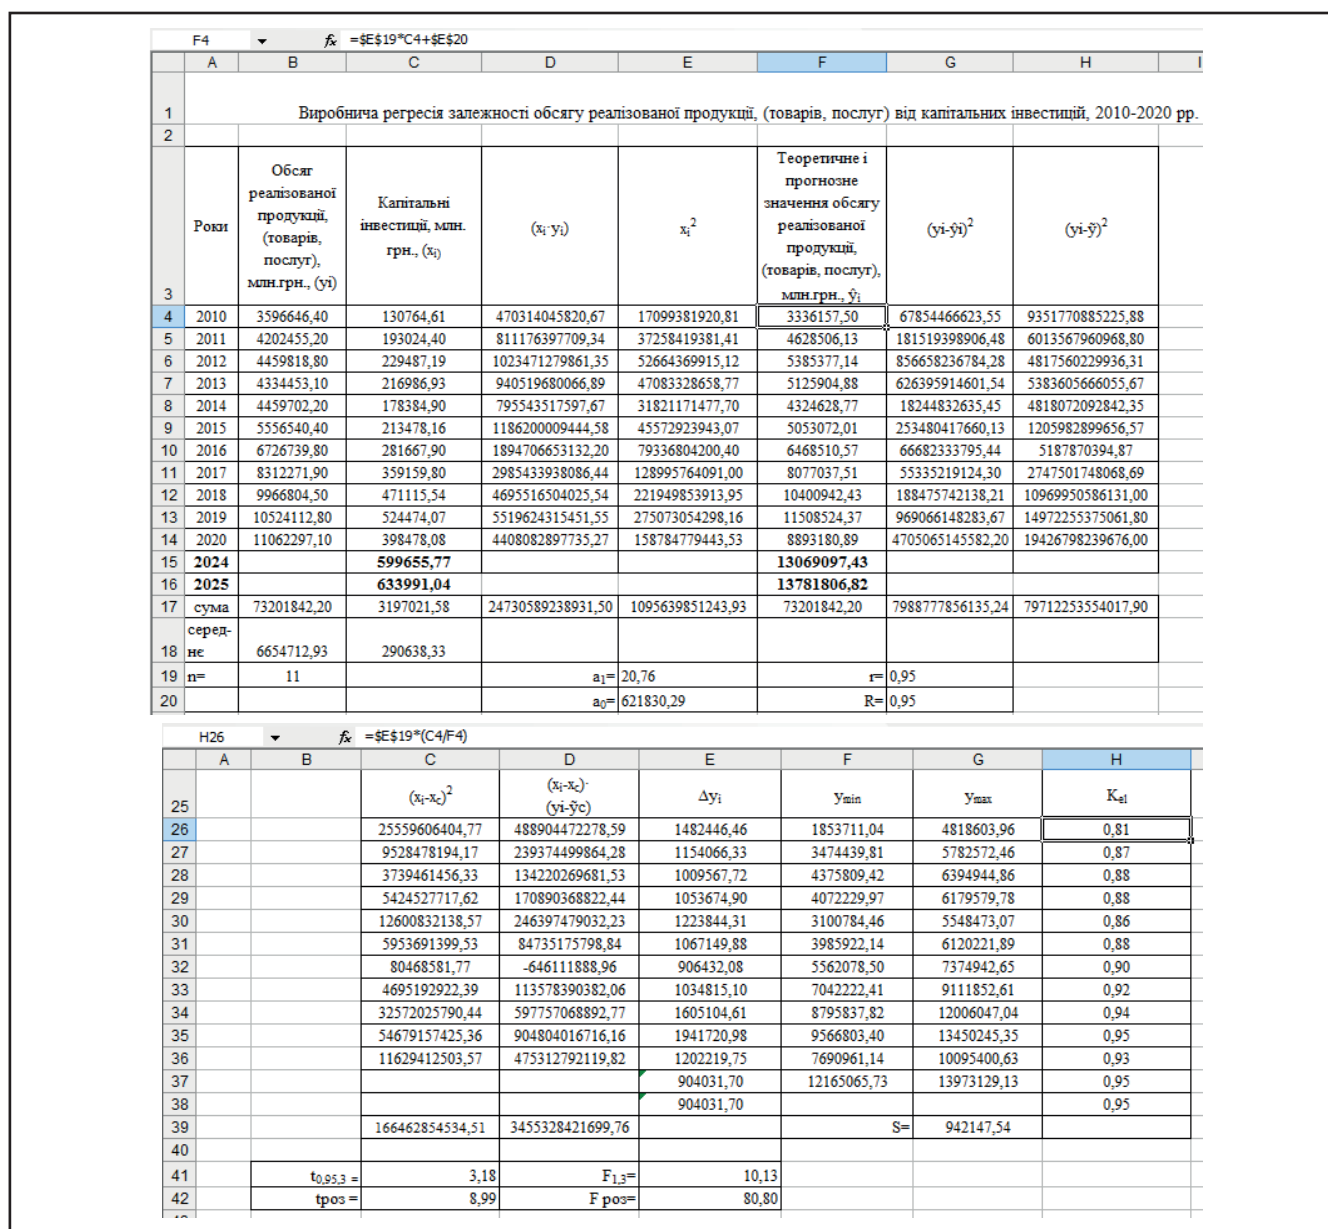 F4 fx =$E$19*C4+$E$20
A B C D E F G H I
1 Виробнича регресія залежності обсягу реалізованої продукції, (товарів, послуг) від капітальних інвестицій, 2010-2020 рр.
2
3 Роки Обсяг реалізованої продукції, (товарів, послуг), млн.грн., (уі) Капітальні інвестиції, млн. грн., (xᵢ) (xᵢ·yᵢ) xᵢ² Теоретичне і прогнозне значення обсягу реалізованої продукції, (товарів, послуг), млн.грн., ŷᵢ (yi-ŷi)² (yi-ỹ)²
4 2010 3596646,40 130764,61 470314045820,67 17099381920,81 3336157,50 67854466623,55 9351770885225,88
5 2011 4202455,20 193024,40 811176397709,34 37258419381,41 4628506,13 181519398906,48 6013567960968,80
6 2012 4459818,80 229487,19 1023471279861,35 52664369915,12 5385377,14 856658236784,28 4817560229936,31
7 2013 4334453,10 216986,93 940519680066,89 47083328658,77 5125904,88 626395914601,54 5383605666055,67
8 2014 4459702,20 178384,90 795543517597,67 31821171477,70 4324628,77 18244832635,45 4818072092842,35
9 2015 5556540,40 213478,16 1186200009444,58 45572923943,07 5053072,01 253480417660,13 1205982899656,57
10 2016 6726739,80 281667,90 1894706653132,20 79336804200,40 6468510,57 66682333795,44 5187870394,87
11 2017 8312271,90 359159,80 2985433938086,44 128995764091,00 8077037,51 55335219124,30 2747501748068,69
12 2018 9966804,50 471115,54 4695516504025,54 221949853913,95 10400942,43 188475742138,21 10969950586131,00
13 2019 10524112,80 524474,07 5519624315451,55 275073054298,16 11508524,37 969066148283,67 14972255375061,80
14 2020 11062297,10 398478,08 4408082897735,27 158784779443,53 8893180,89 4705065145582,20 19426798239676,00
15 2024 599655,77 13069097,43
16 2025 633991,04 13781806,82
17 сума 73201842,20 3197021,58 24730589238931,50 1095639851243,93 73201842,20 7988777856135,24 79712253554017,90
18 серед-не 6654712,93 290638,33
19 n= 11 a₁= 20,76 r= 0,95
20 a₀= 621830,29 R= 0,95
H26 fx =$E$19*(C4/F4)
A B C D E F G H
25 (xᵢ-x꜀)² (xᵢ-x꜀)·(yi-ỹc) Δyᵢ yₘᵢₙ yₘₐₓ Kₑₗ
26 25559606404,77 488904472278,59 1482446,46 1853711,04 4818603,96 0,81
27 9528478194,17 239374499864,28 1154066,33 3474439,81 5782572,46 0,87
28 3739461456,33 134220269681,53 1009567,72 4375809,42 6394944,86 0,88
29 5424527717,62 170890368822,44 1053674,90 4072229,97 6179579,78 0,88
30 12600832138,57 246397479032,23 1223844,31 3100784,46 5548473,07 0,86
31 5953691399,53 84735175798,84 1067149,88 3985922,14 6120221,89 0,88
32 80468581,77 -646111888,96 906432,08 5562078,50 7374942,65 0,90
33 4695192922,39 113578390382,06 1034815,10 7042222,41 9111852,61 0,92
34 32572025790,44 597757068892,77 1605104,61 8795837,82 12006047,04 0,94
35 54679157425,36 904804016716,16 1941720,98 9566803,40 13450245,35 0,95
36 11629412503,57 475312792119,82 1202219,75 7690961,14 10095400,63 0,93
37 904031,70 12165065,73 13973129,13 0,95
38 904031,70 0,95
39 166462854534,51 3455328421699,76 S= 942147,54
40
41 t₀,₉₅,₃ = 3,18 F₁,₃= 10,13
42 tроз = 8,99 F роз= 80,80